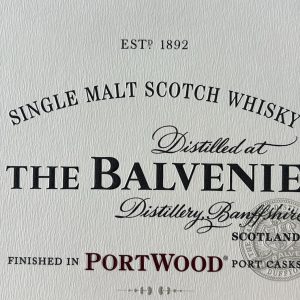 ESTD 1892
SINGLE MALT SCOTCH WHISKY
Distilled at
THE BALVENIE
Distillery, Banffshire
SCOTLAND
FINISHED IN PORTWOOD® PORT CASKS